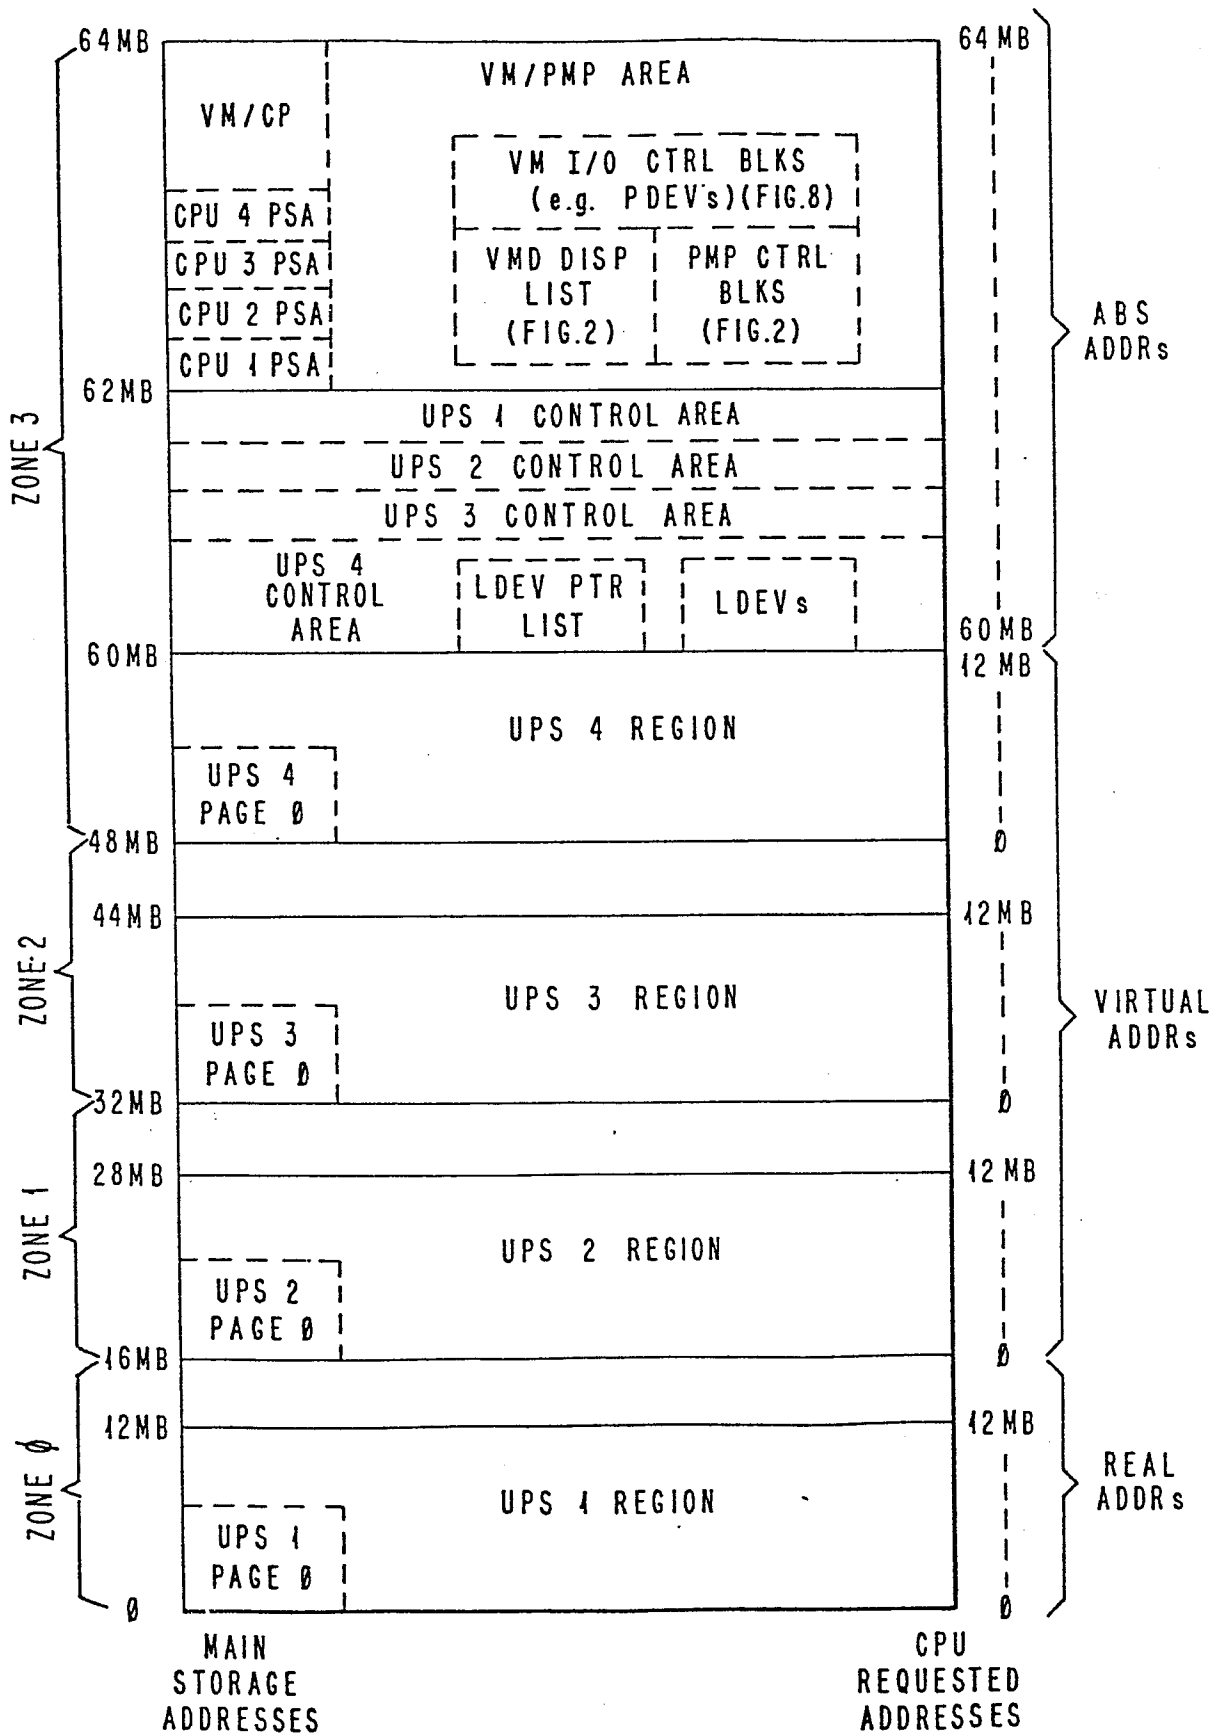 64MB
64MB
VM/PMP AREA
VM/CP
VM I/O CTRL BLKS
(e.g. PDEV's)(FIG.8)
CPU 4 PSA
CPU 3 PSA
CPU 2 PSA
CPU 1 PSA
VMD DISP
LIST
(FIG.2)
PMP CTRL
BLKS
(FIG.2)
ABS
ADDRs
62MB
UPS 1 CONTROL AREA
ZONE 3
UPS 2 CONTROL AREA
UPS 3 CONTROL AREA
UPS 4
CONTROL
AREA
LDEV PTR
LIST
LDEVs
60MB
60MB
12MB
UPS 4 REGION
UPS 4
PAGE 0
48MB
0
44MB
12MB
ZONE 2
UPS 3 REGION
UPS 3
PAGE 0
VIRTUAL
ADDRs
32MB
0
28MB
12MB
ZONE 1
UPS 2 REGION
UPS 2
PAGE 0
16MB
0
12MB
12MB
ZONE 0
UPS 1 REGION
UPS 1
PAGE 0
REAL
ADDRs
0
0
MAIN
STORAGE
ADDRESSES
CPU
REQUESTED
ADDRESSES